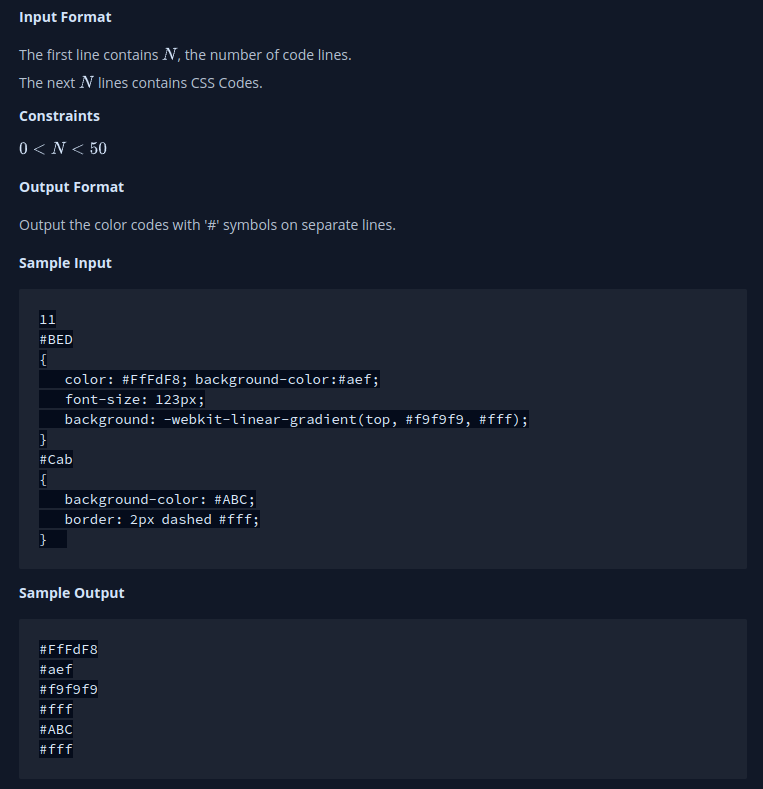 Input Format
The first line contains N, the number of code lines.
The next N lines contains CSS Codes.
Constraints
0 < N < 50
Output Format
Output the color codes with '#' symbols on separate lines.
Sample Input
11
#BED
{
    color: #FfFdF8; background-color:#aef;
    font-size: 123px;
    background: -webkit-linear-gradient(top, #f9f9f9, #fff);
}
#Cab
{
    background-color: #ABC;
    border: 2px dashed #fff;
}
Sample Output
#FfFdF8
#aef
#f9f9f9
#fff
#ABC
#fff